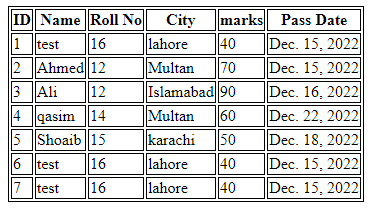 ID Name Roll No City marks Pass Date
1 test 16 lahore 40 Dec. 15, 2022
2 Ahmed 12 Multan 70 Dec. 15, 2022
3 Ali 12 Islamabad 90 Dec. 16, 2022
4 qasim 14 Multan 60 Dec. 22, 2022
5 Shoaib 15 karachi 50 Dec. 18, 2022
6 test 16 lahore 40 Dec. 15, 2022
7 test 16 lahore 40 Dec. 15, 2022